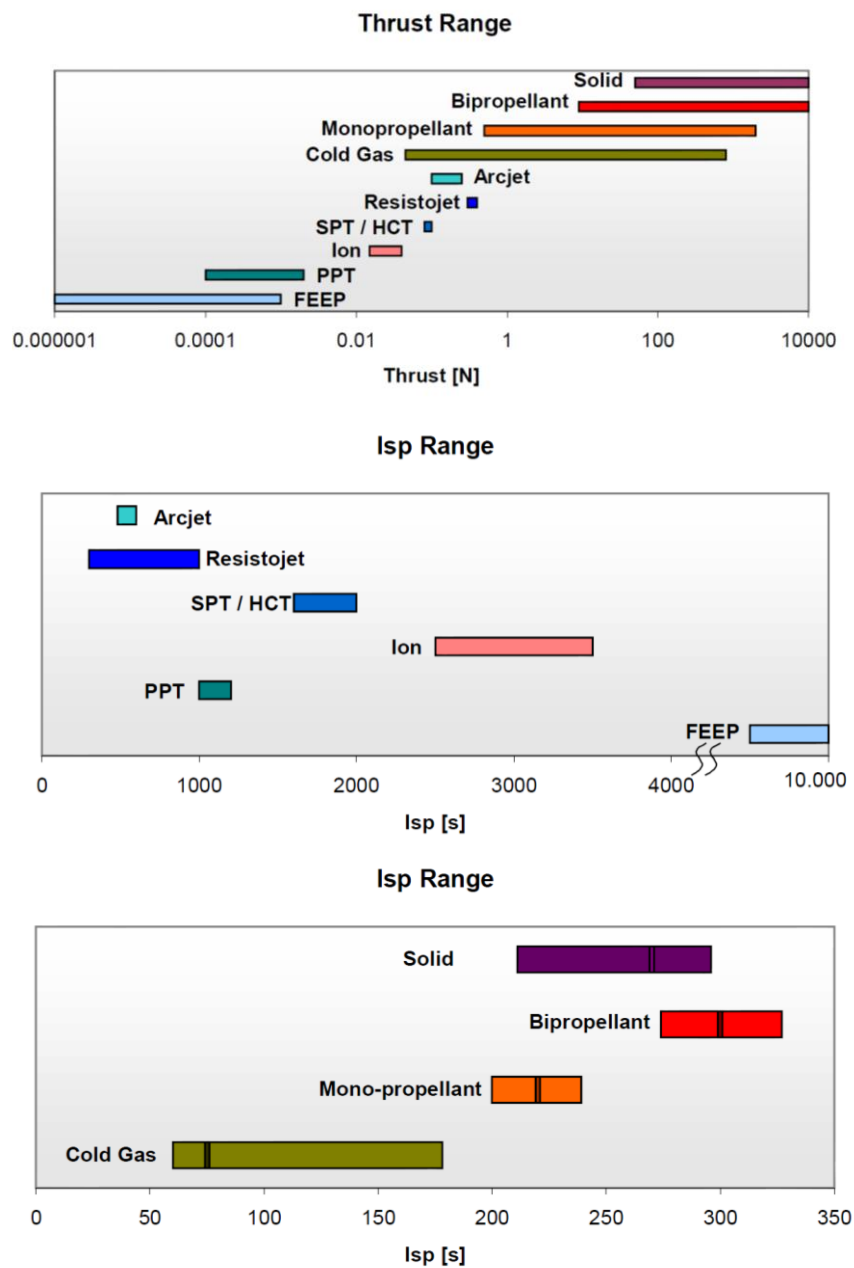 Thrust Range
Solid
Bipropellant
Monopropellant
Cold Gas
Arcjet
Resistojet
SPT / HCT
Ion
PPT
FEEP
0.000001 0.0001 0.01 1 100 10000
Thrust [N]
Isp Range
Arcjet
Resistojet
SPT / HCT
Ion
PPT
FEEP
0 1000 2000 3000 4000 10.000
Isp [s]
Isp Range
Solid
Bipropellant
Mono-propellant
Cold Gas
0 50 100 150 200 250 300 350
Isp [s]